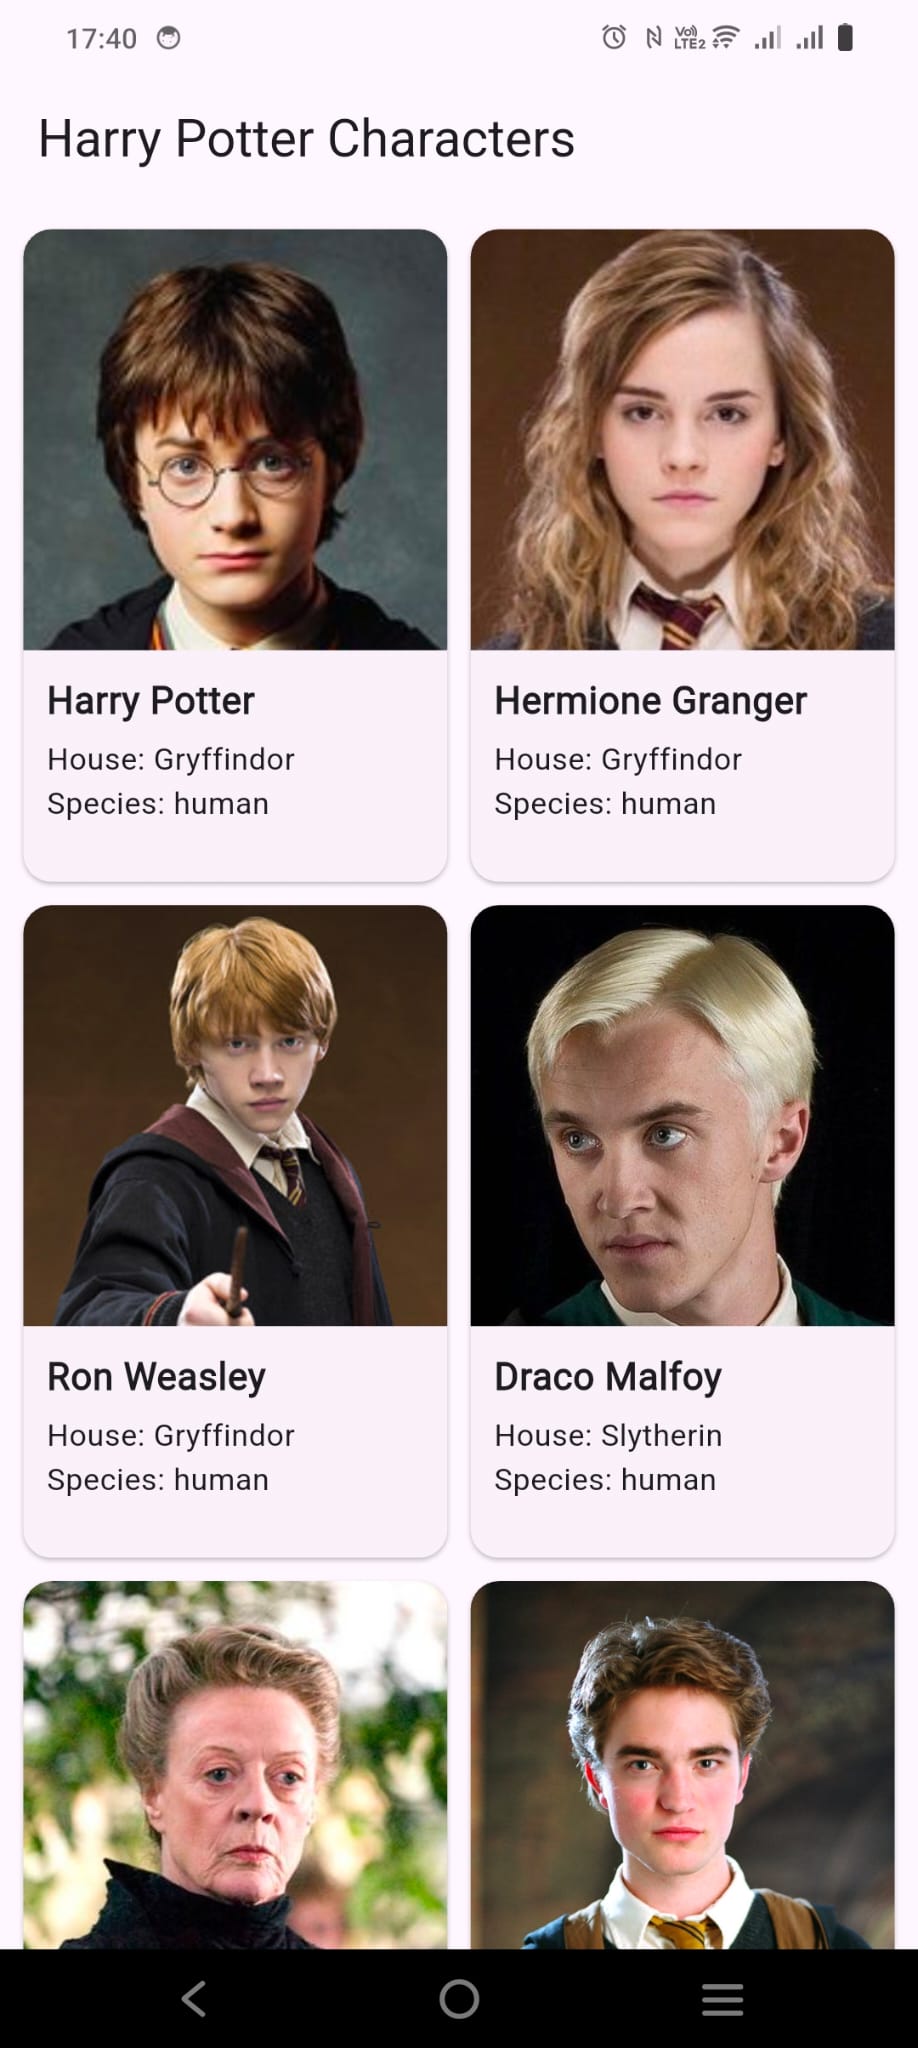 17:40
Vo)) LTE2
Harry Potter Characters
Harry Potter
House: Gryffindor
Species: human
Hermione Granger
House: Gryffindor
Species: human
Ron Weasley
House: Gryffindor
Species: human
Draco Malfoy
House: Slytherin
Species: human